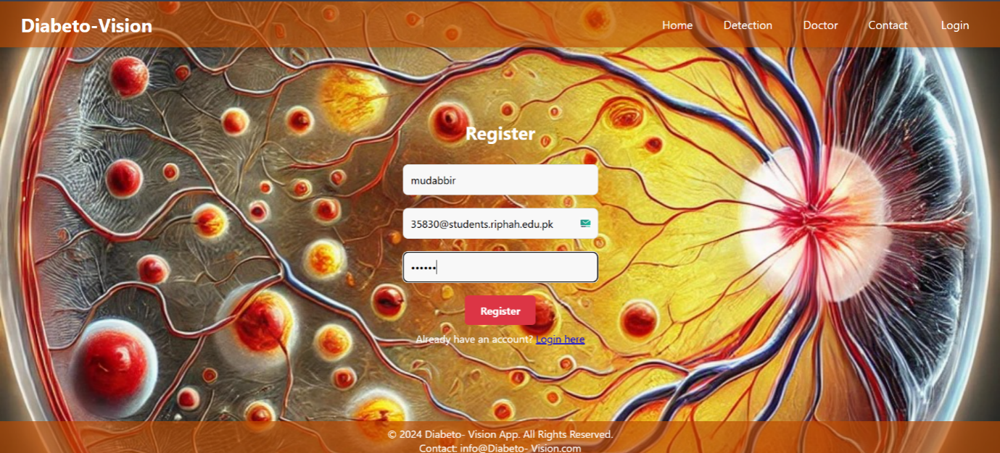 Diabeto-Vision
Home Detection Doctor Contact Login
Register
mudabbir
35830@students.riphah.edu.pk
••••••
Register
Already have an account? Login here
© 2024 Diabeto- Vision App. All Rights Reserved.
Contact: info@Diabeto- Vision.com